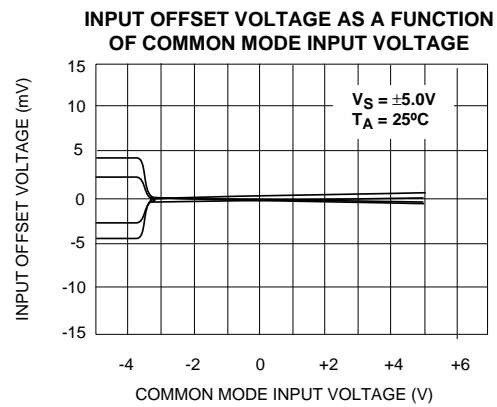 INPUT OFFSET VOLTAGE AS A FUNCTION
OF COMMON MODE INPUT VOLTAGE
INPUT OFFSET VOLTAGE (mV)
15
10
5
0
-5
-10
-15
VS = ±5.0V
TA = 25ºC
-4 -2 0 +2 +4 +6
COMMON MODE INPUT VOLTAGE (V)